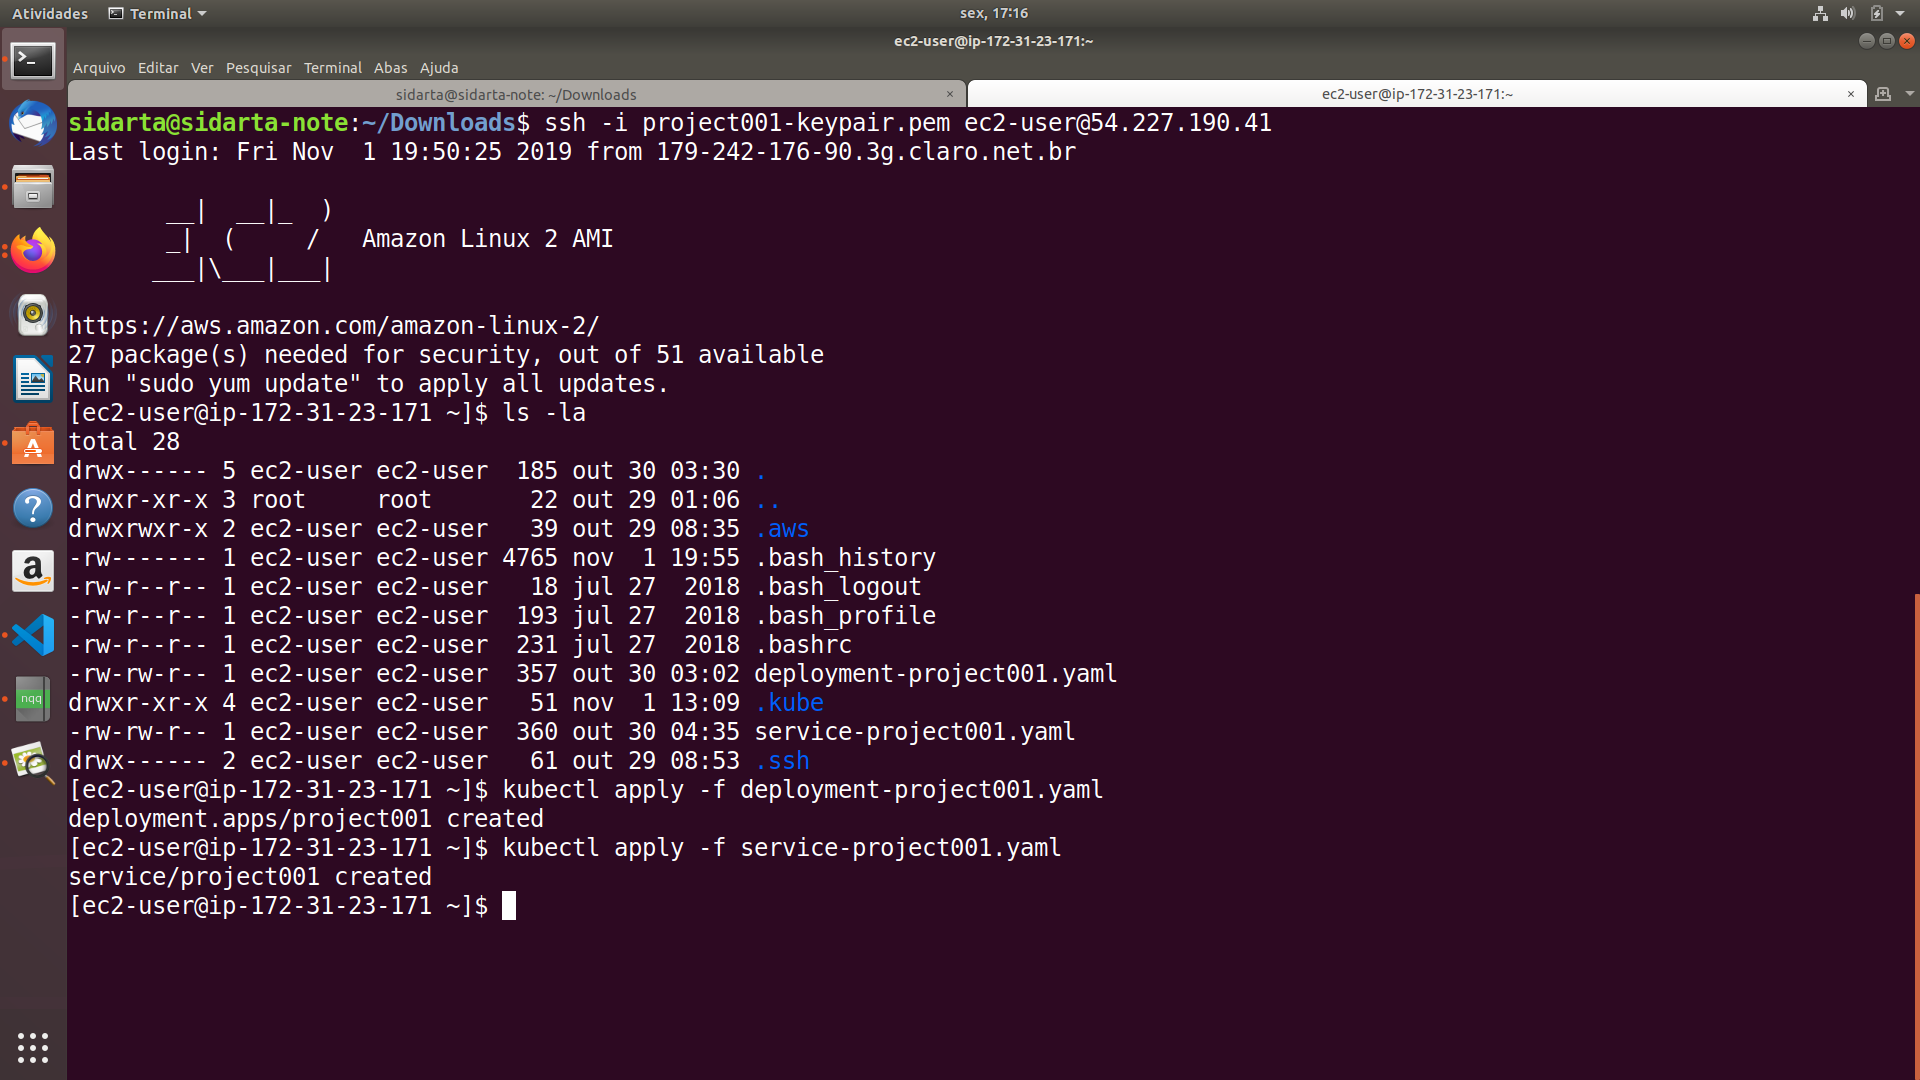 Atividades Terminal sex, 17:16
ec2-user@ip-172-31-23-171:~
Arquivo Editar Ver Pesquisar Terminal Abas Ajuda
sidarta@sidarta-note: ~/Downloads × ec2-user@ip-172-31-23-171:~ ×
sidarta@sidarta-note:~/Downloads$ ssh -i project001-keypair.pem ec2-user@54.227.190.41
Last login: Fri Nov  1 19:50:25 2019 from 179-242-176-90.3g.claro.net.br
       __|  __|_  )
       _|  (     /   Amazon Linux 2 AMI
      ___|\___|___|
https://aws.amazon.com/amazon-linux-2/
27 package(s) needed for security, out of 51 available
Run "sudo yum update" to apply all updates.
[ec2-user@ip-172-31-23-171 ~]$ ls -la
total 28
drwx------ 5 ec2-user ec2-user  185 out 30 03:30 .
drwxr-xr-x 3 root     root       22 out 29 01:06 ..
drwxrwxr-x 2 ec2-user ec2-user   39 out 29 08:35 .aws
-rw------- 1 ec2-user ec2-user 4765 nov  1 19:55 .bash_history
-rw-r--r-- 1 ec2-user ec2-user   18 jul 27  2018 .bash_logout
-rw-r--r-- 1 ec2-user ec2-user  193 jul 27  2018 .bash_profile
-rw-r--r-- 1 ec2-user ec2-user  231 jul 27  2018 .bashrc
-rw-rw-r-- 1 ec2-user ec2-user  357 out 30 03:02 deployment-project001.yaml
drwxr-xr-x 4 ec2-user ec2-user   51 nov  1 13:09 .kube
-rw-rw-r-- 1 ec2-user ec2-user  360 out 30 04:35 service-project001.yaml
drwx------ 2 ec2-user ec2-user   61 out 29 08:53 .ssh
[ec2-user@ip-172-31-23-171 ~]$ kubectl apply -f deployment-project001.yaml
deployment.apps/project001 created
[ec2-user@ip-172-31-23-171 ~]$ kubectl apply -f service-project001.yaml
service/project001 created
[ec2-user@ip-172-31-23-171 ~]$
nqq